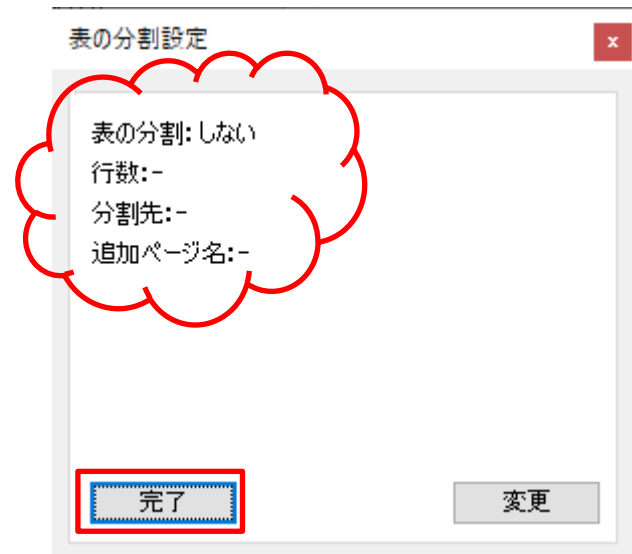 表の分割設定
x
表の分割:しない
行数:-
分割先:-
追加ページ名:-
完了
変更